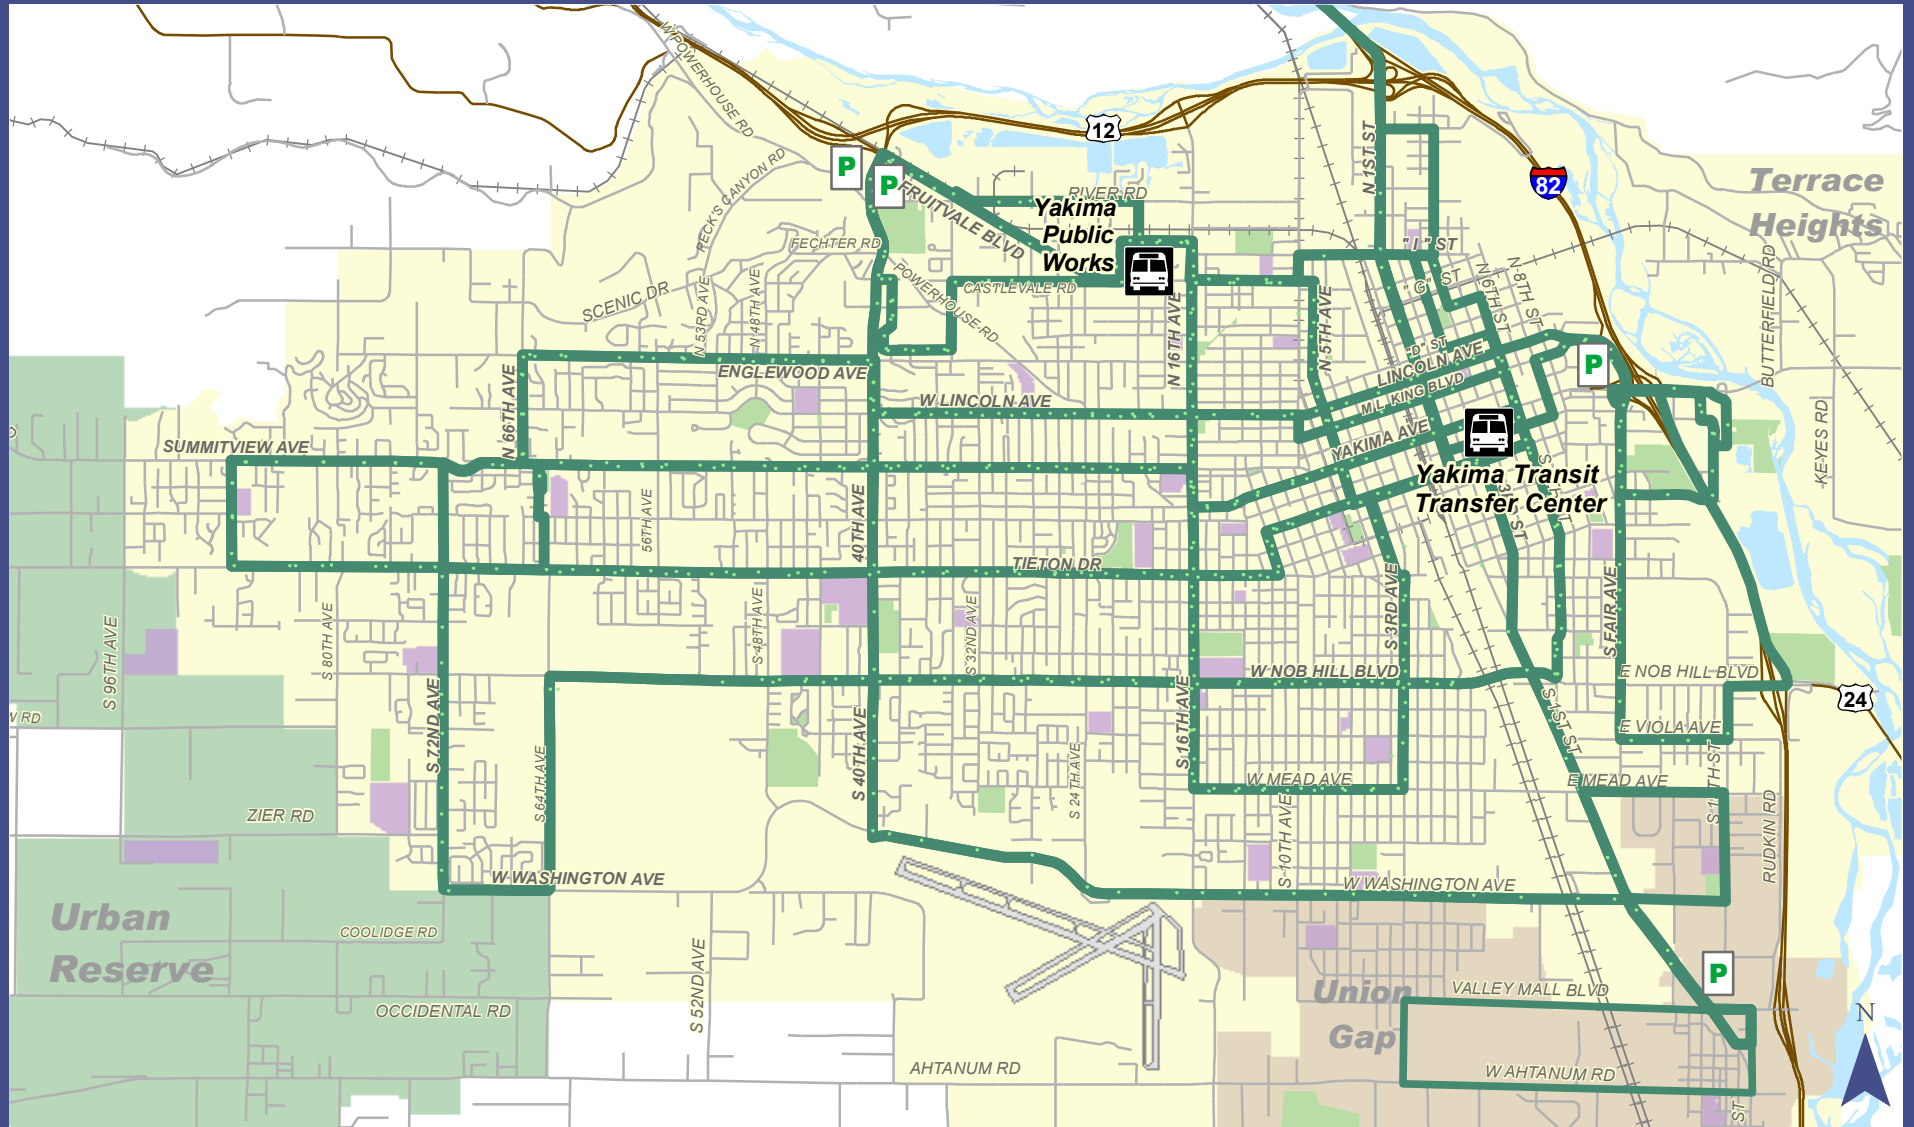 W POWERHOUSE RD
12
N 1ST ST
82
Terrace
Heights
P
P
PECK'S CANYON RD
FRUITVALE BLVD
RIVER RD
Yakima
Public
Works
FECHTER RD
" I " ST
" G" ST
N 6TH ST
N 8TH ST
BUTTERFIELD RD
SCENIC DR
N 53RD AVE
N 48TH AVE
POWERHOUSE RD
CASTLEVALE RD
N 16TH AVE
N 5TH AVE
"D" ST
LINCOLN AVE
M L KING BLVD
P
ENGLEWOOD AVE
N 66TH AVE
W LINCOLN AVE
YAKIMA AVE
KEYES RD
SUMMITVIEW AVE
Yakima Transit
Transfer Center
56TH AVE
40TH AVE
TIETON DR
S 3RD AVE
S FAIR AVE
S 96TH AVE
S 80TH AVE
S 48TH AVE
S 32ND AVE
W NOB HILL BLVD
E NOB HILL BLVD
24
W RD
S 72ND AVE
S 64TH AVE
S 40TH AVE
S 24TH AVE
S 16TH AVE
S 1ST ST
E VIOLA AVE
W MEAD AVE
E MEAD AVE
ZIER RD
S 10TH AVE
RUDKIN RD
W WASHINGTON AVE
W WASHINGTON AVE
Urban
Reserve
COOLIDGE RD
S 52ND AVE
P
OCCIDENTAL RD
Union
Gap
VALLEY MALL BLVD
N
AHTANUM RD
W AHTANUM RD
ST